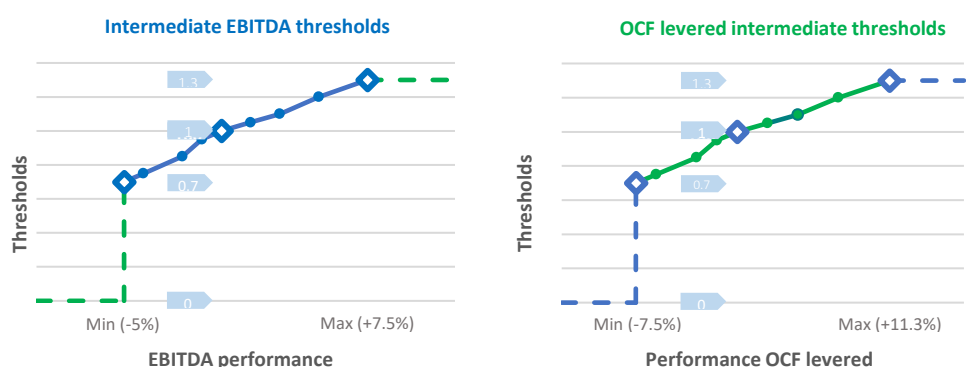 Intermediate EBITDA thresholds
1.3
1
0.7
0
Thresholds
Min (-5%)
Max (+7.5%)
EBITDA performance
OCF levered intermediate thresholds
1.3
1
0.7
0
Thresholds
Min (-7.5%)
Max (+11.3%)
Performance OCF levered